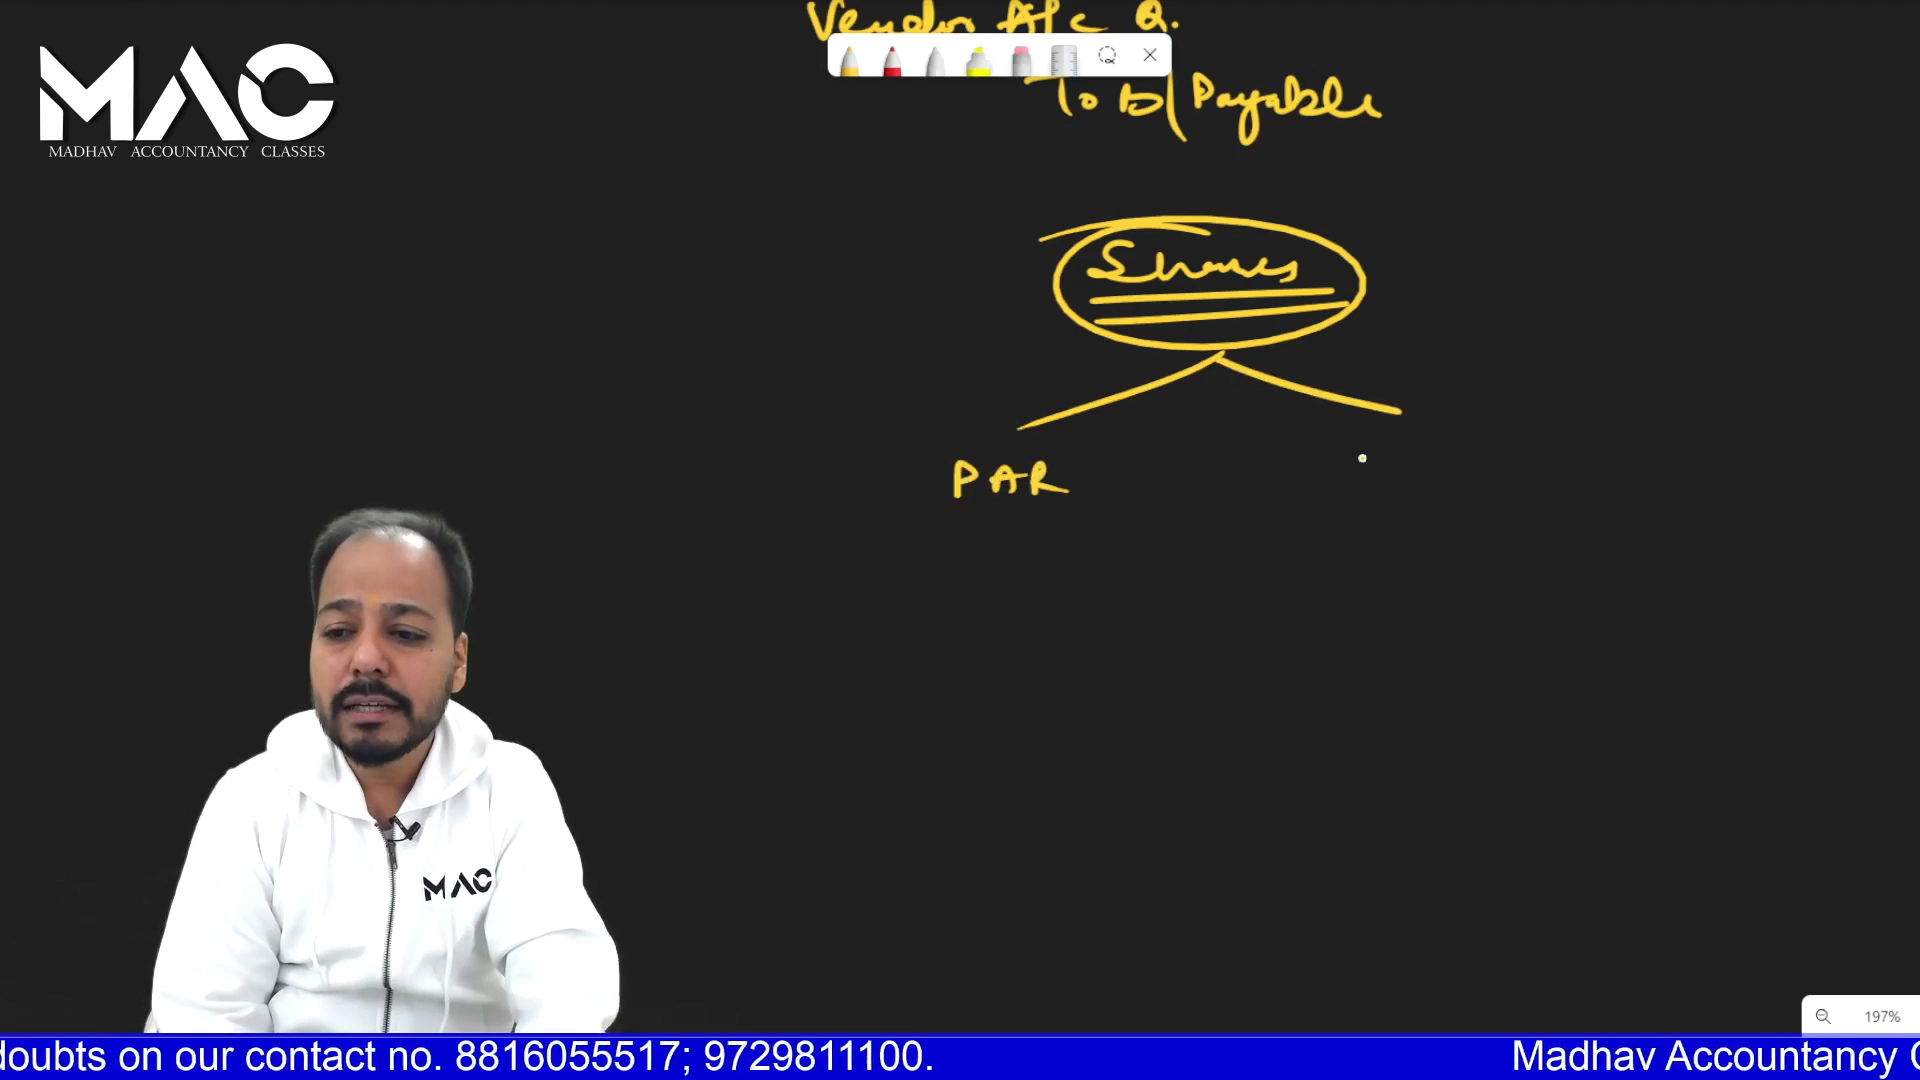 Vendor A/c Dr.
To B/Payable
MAC
MADHAV ACCOUNTANCY CLASSES
Shares
PAR
MAC
197%
doubts on our contact no. 8816055517; 9729811100.
Madhav Accountancy C